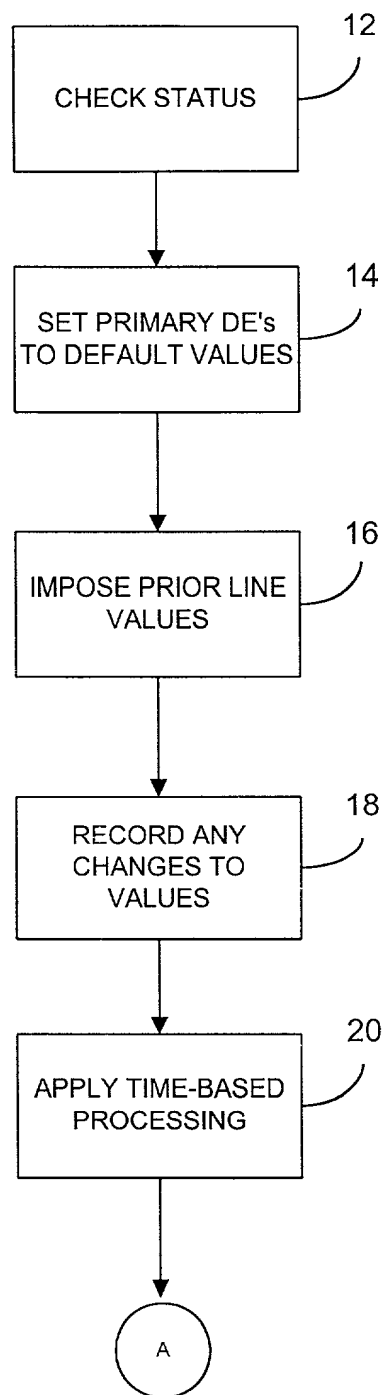 12
CHECK STATUS
14
SET PRIMARY DE's
TO DEFAULT VALUES
16
IMPOSE PRIOR LINE
VALUES
18
RECORD ANY
CHANGES TO
VALUES
20
APPLY TIME-BASED
PROCESSING
A